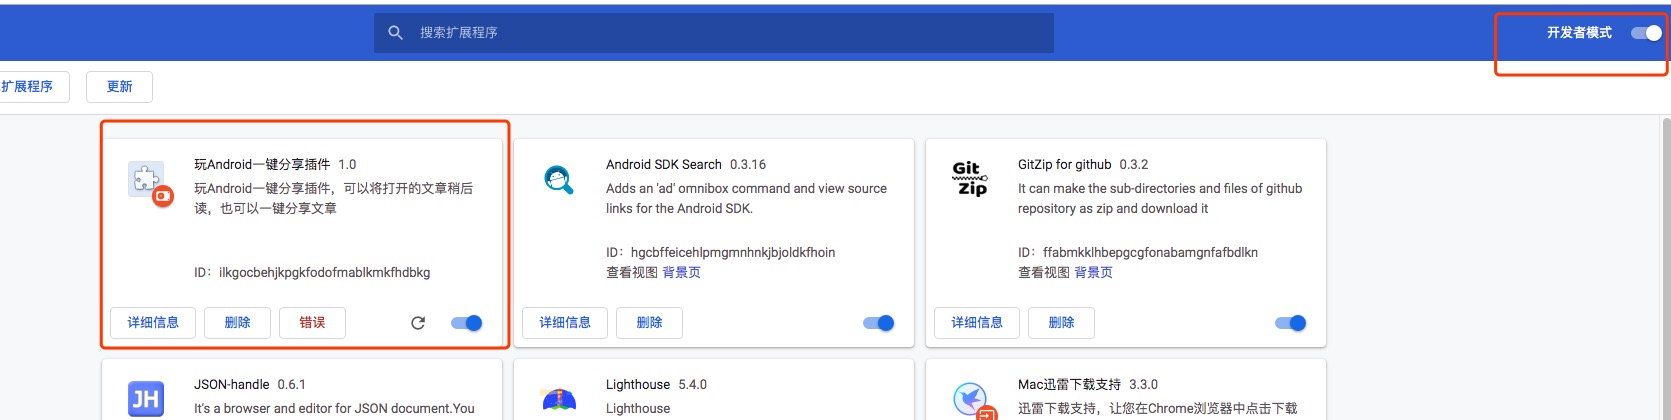 搜索扩展程序
开发者模式
扩展程序
更新
玩Android一键分享插件 1.0
玩Android一键分享插件，可以将打开的文章稍后
读，也可以一键分享文章
ID：ilkgocbehjkpgkfodofmablkmkfhdbkg
详细信息
删除
错误
Android SDK Search 0.3.16
Adds an 'ad' omnibox command and view source
links for the Android SDK.
ID：hgcbffeicehlpmgmnhnkjbjoldkfhoin
查看视图 背景页
详细信息
删除
Git
Zip
GitZip for github 0.3.2
It can make the sub-directories and files of github
repository as zip and download it
ID：ffabmkklhbepgcgfonabamgnfafbdlkn
查看视图 背景页
详细信息
删除
JH
JSON-handle 0.6.1
It's a browser and editor for JSON document.You
Lighthouse 5.4.0
Lighthouse
Mac迅雷下载支持 3.3.0
迅雷下载支持，让您在Chrome浏览器中点击下载